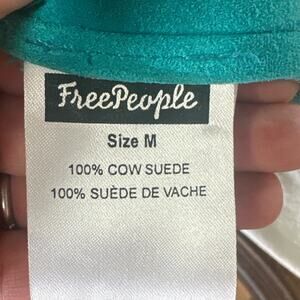 FreePeople
Size M
100% COW SUEDE
100% SUÈDE DE VACHE